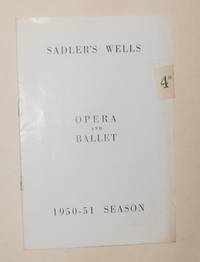 SADLER'S WELLS
4ᴰ
OPERA
AND
BALLET
1950-51 SEASON